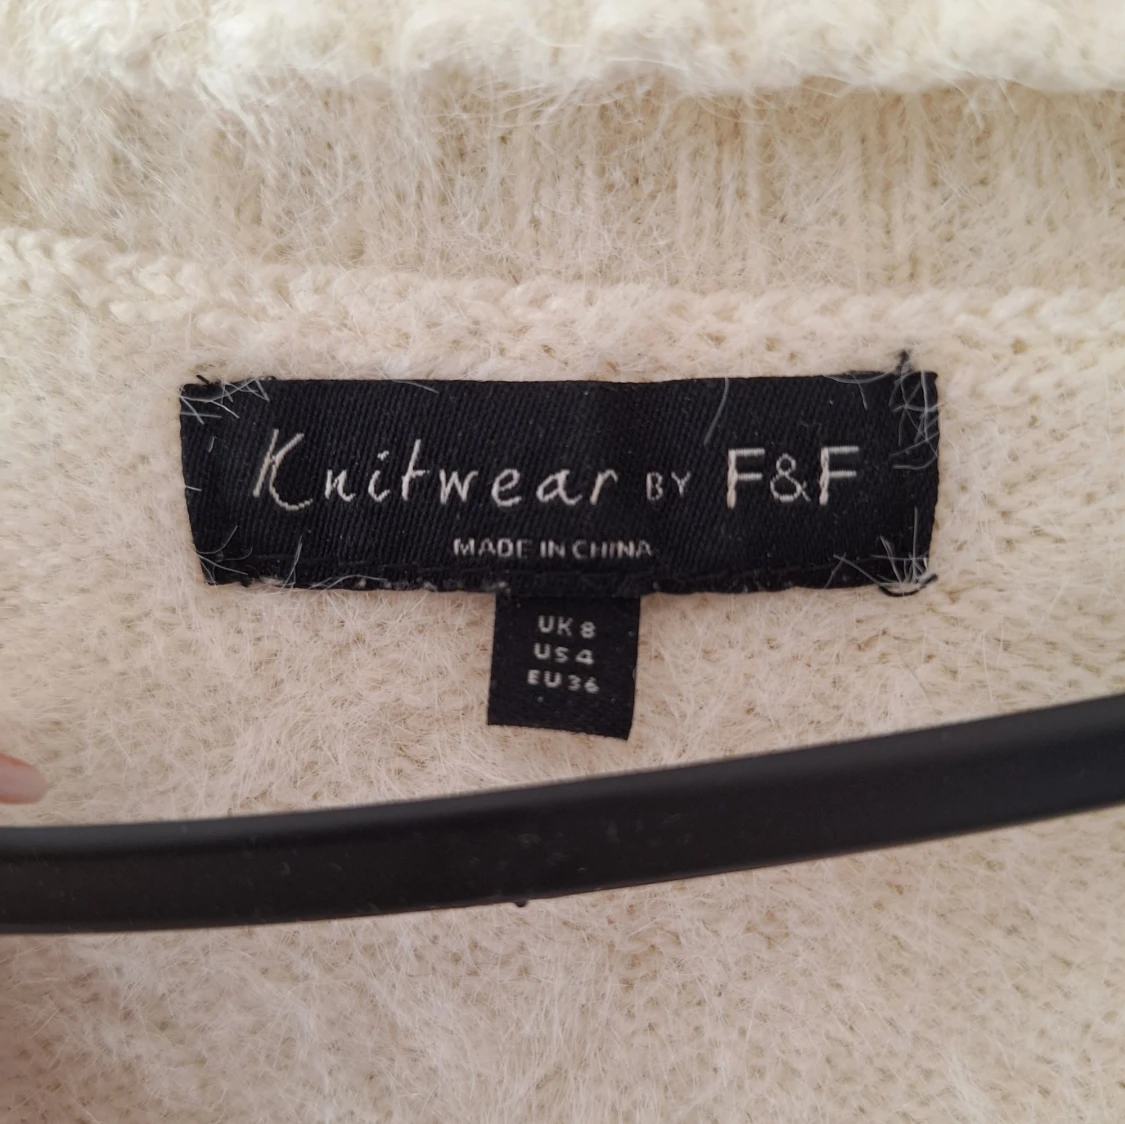 Knitwear BY F&F
MADE IN CHINA
UK 8
US 4
EU 36